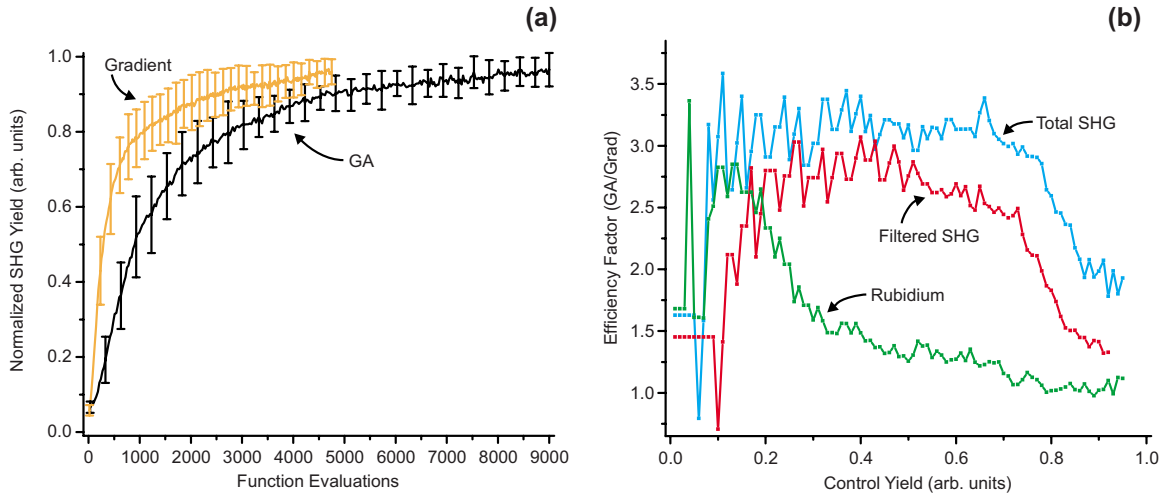 (a)
Normalized SHG Yield (arb. units)
1.0
0.8
0.6
0.4
0.2
0.0
Gradient
GA
0 1000 2000 3000 4000 5000 6000 7000 8000 9000
Function Evaluations
(b)
Efficiency Factor (GA/Grad)
3.5
3.0
2.5
2.0
1.5
1.0
Total SHG
Filtered SHG
Rubidium
0.0 0.2 0.4 0.6 0.8 1.0
Control Yield (arb. units)